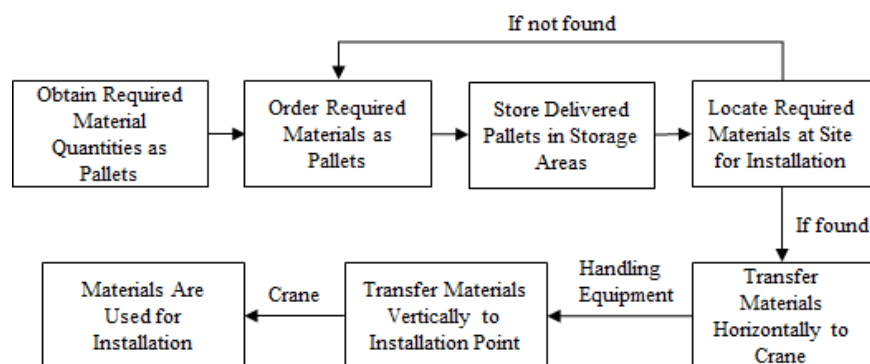 If not found
Obtain Required
Material
Quantities as
Pallets
Order Required
Materials as
Pallets
Store Delivered
Pallets in Storage
Areas
Locate Required
Materials at Site
for Installation
If found
Transfer
Materials
Horizontally to
Crane
Handling
Equipment
Transfer Materials
Vertically to
Installation Point
Crane
Materials Are
Used for
Installation